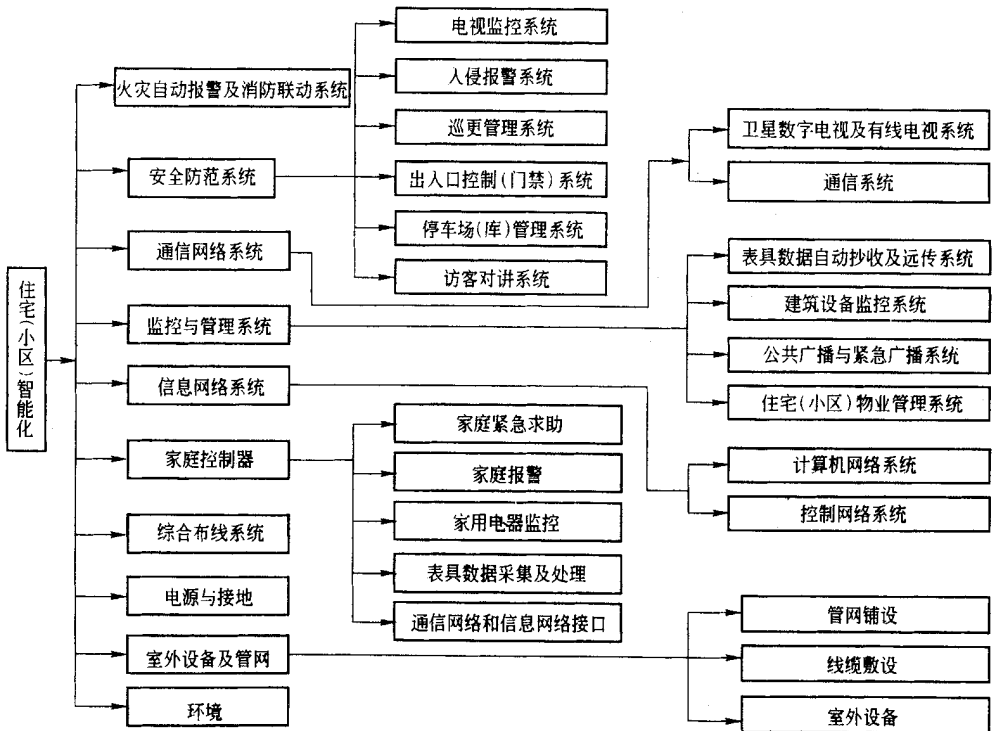 住宅(小区)智能化
火灾自动报警及消防联动系统
安全防范系统
通信网络系统
监控与管理系统
信息网络系统
家庭控制器
综合布线系统
电源与接地
室外设备及管网
环境
电视监控系统
入侵报警系统
巡更管理系统
出入口控制(门禁)系统
停车场(库)管理系统
访客对讲系统
家庭紧急求助
家庭报警
家用电器监控
表具数据采集及处理
通信网络和信息网络接口
卫星数字电视及有线电视系统
通信系统
表具数据自动抄收及远传系统
建筑设备监控系统
公共广播与紧急广播系统
住宅(小区)物业管理系统
计算机网络系统
控制网络系统
管网铺设
线缆敷设
室外设备